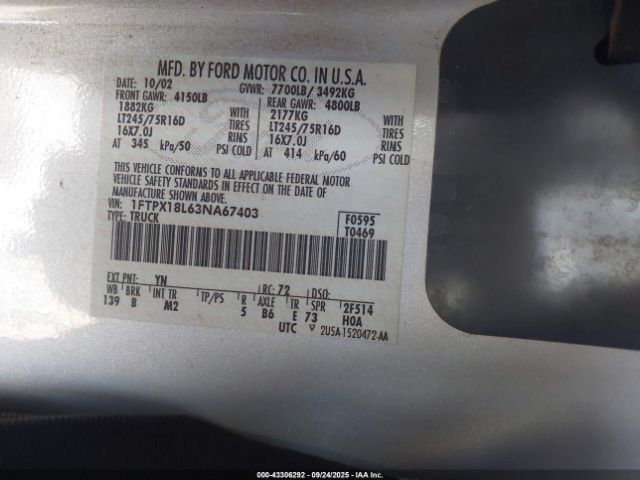 MFD. BY FORD MOTOR CO. IN U.S.A.
DATE: 10/02 GVWR: 7700LB/ 3492KG
FRONT GAWR: 4150LB REAR GAWR: 4800LB
1882KG WITH 2177KG WITH
LT245/75R16D TIRES LT245/75R16D TIRES
16X7.0J RIMS 16X7.0J RIMS
AT 345 kPa/50 PSI COLD AT 414 kPa/60 PSI COLD
THIS VEHICLE CONFORMS TO ALL APPLICABLE FEDERAL MOTOR
VEHICLE SAFETY STANDARDS IN EFFECT ON THE DATE OF
MANUFACTURE SHOWN ABOVE.
VIN: 1FTPX18L63NA67403 F0595
TYPE: TRUCK T0469
EXT PNT: YN RC: 72 DSO:
WB BRK INT TR TP/PS R AXLE TR SPR 2F514
139 B M2 5 B6 E 73 H0A
UTC 2U5A-1520472-AA
000-43306292 - 09/24/2025 - IAAI.com